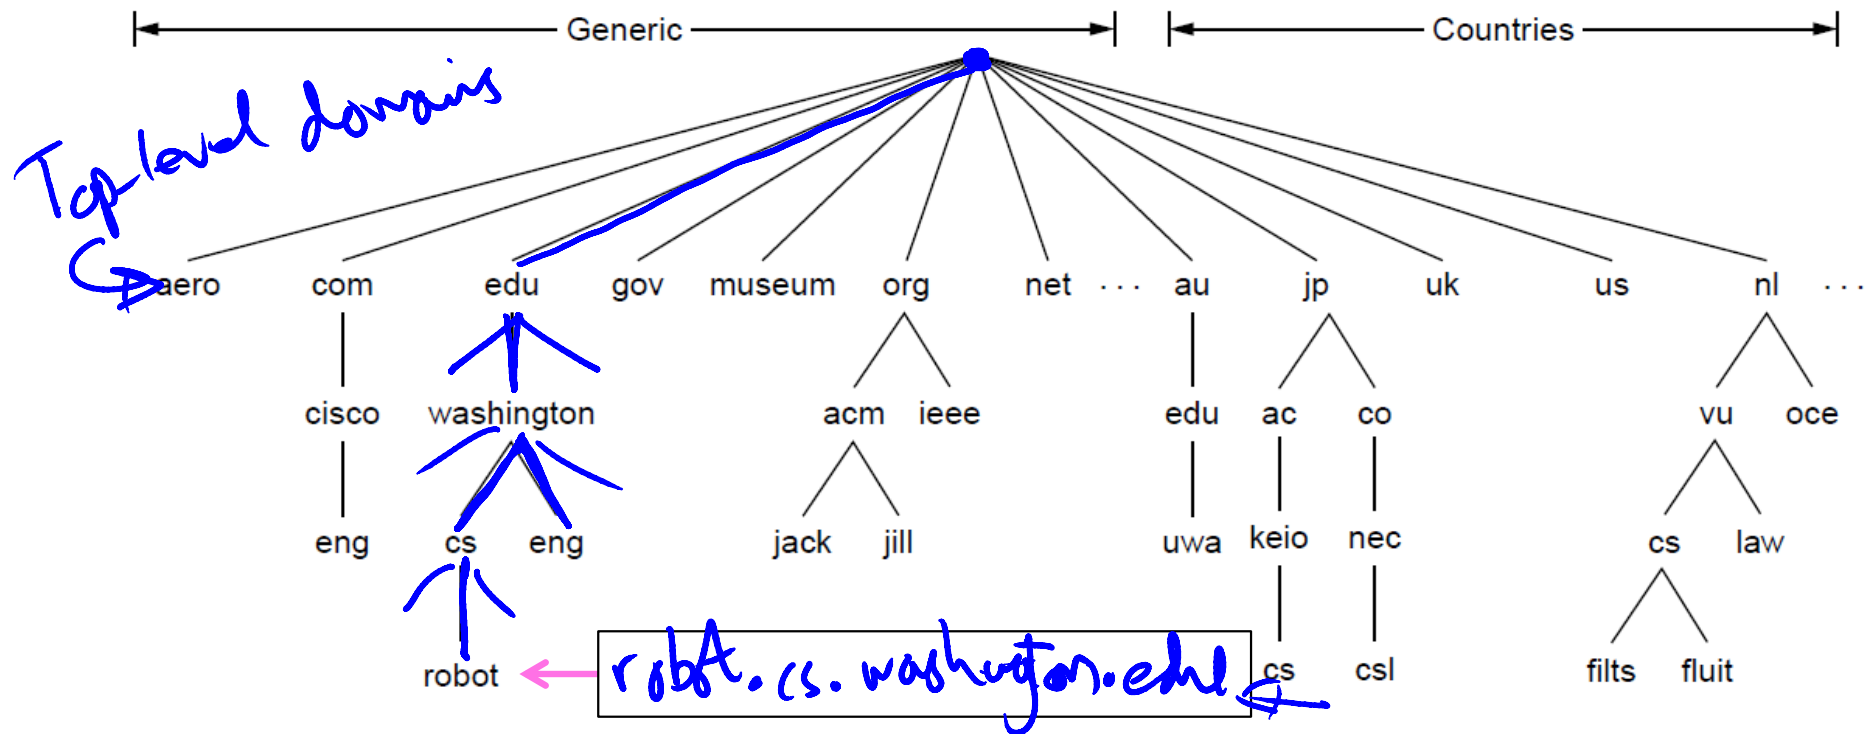 Generic Countries
Top-level domains
aero com edu gov museum org net ... au jp uk us nl ...
cisco washington acm ieee edu ac co vu oce
eng cs eng jack jill uwa keio nec cs law
robot robot.cs.washington.edu cs csl filts fluit